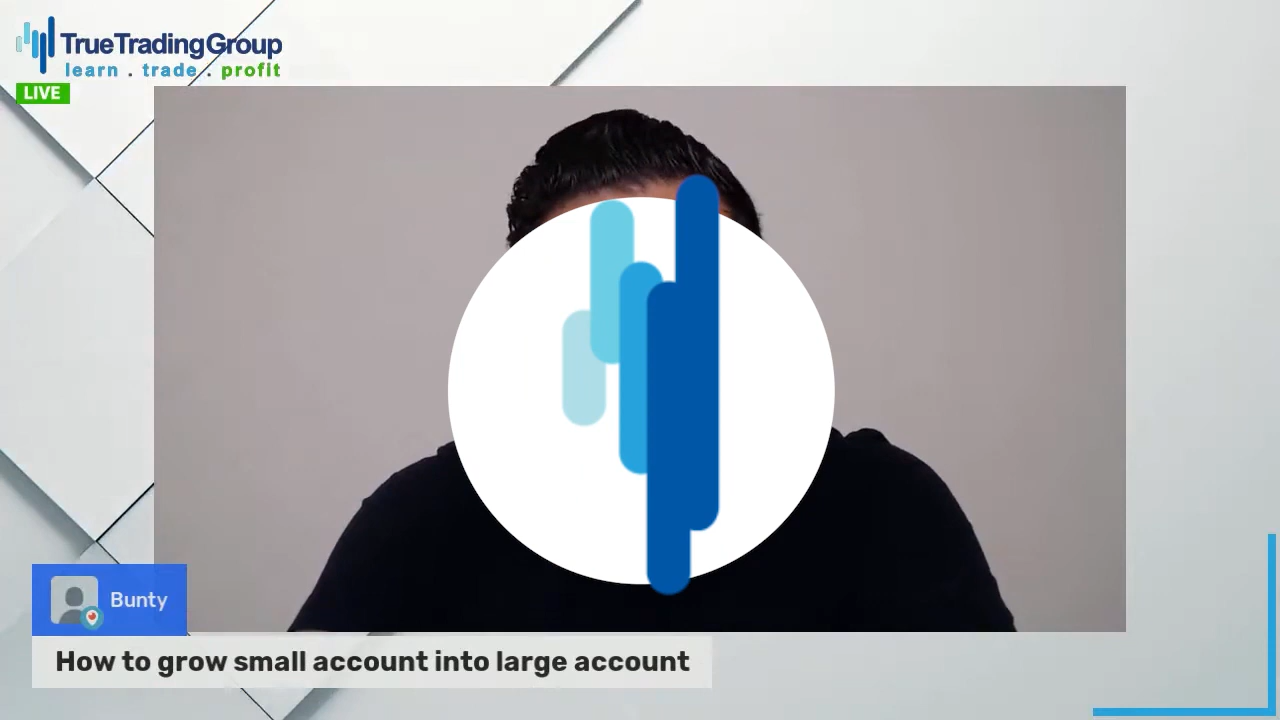 TrueTradingGroup
learn . trade . profit
LIVE
Bunty
How to grow small account into large account